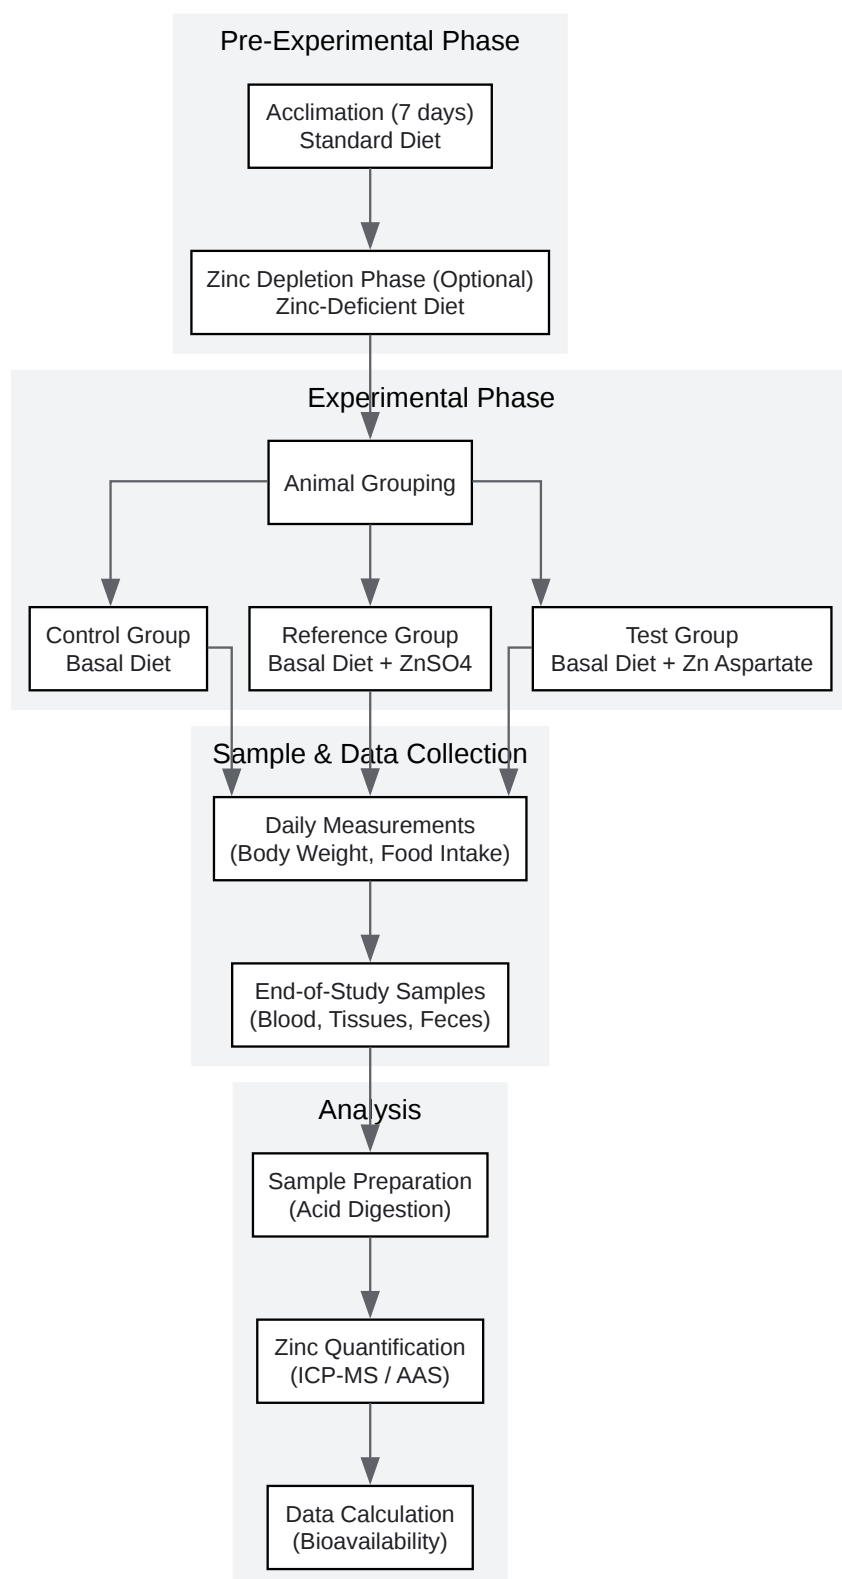 Pre-Experimental Phase
Acclimation (7 days)
Standard Diet
Zinc Depletion Phase (Optional)
Zinc-Deficient Diet
Experimental Phase
Animal Grouping
Control Group
Basal Diet
Reference Group
Basal Diet + ZnSO4
Test Group
Basal Diet + Zn Aspartate
Sample & Data Collection
Daily Measurements
(Body Weight, Food Intake)
End-of-Study Samples
(Blood, Tissues, Feces)
Analysis
Sample Preparation
(Acid Digestion)
Zinc Quantification
(ICP-MS / AAS)
Data Calculation
(Bioavailability)